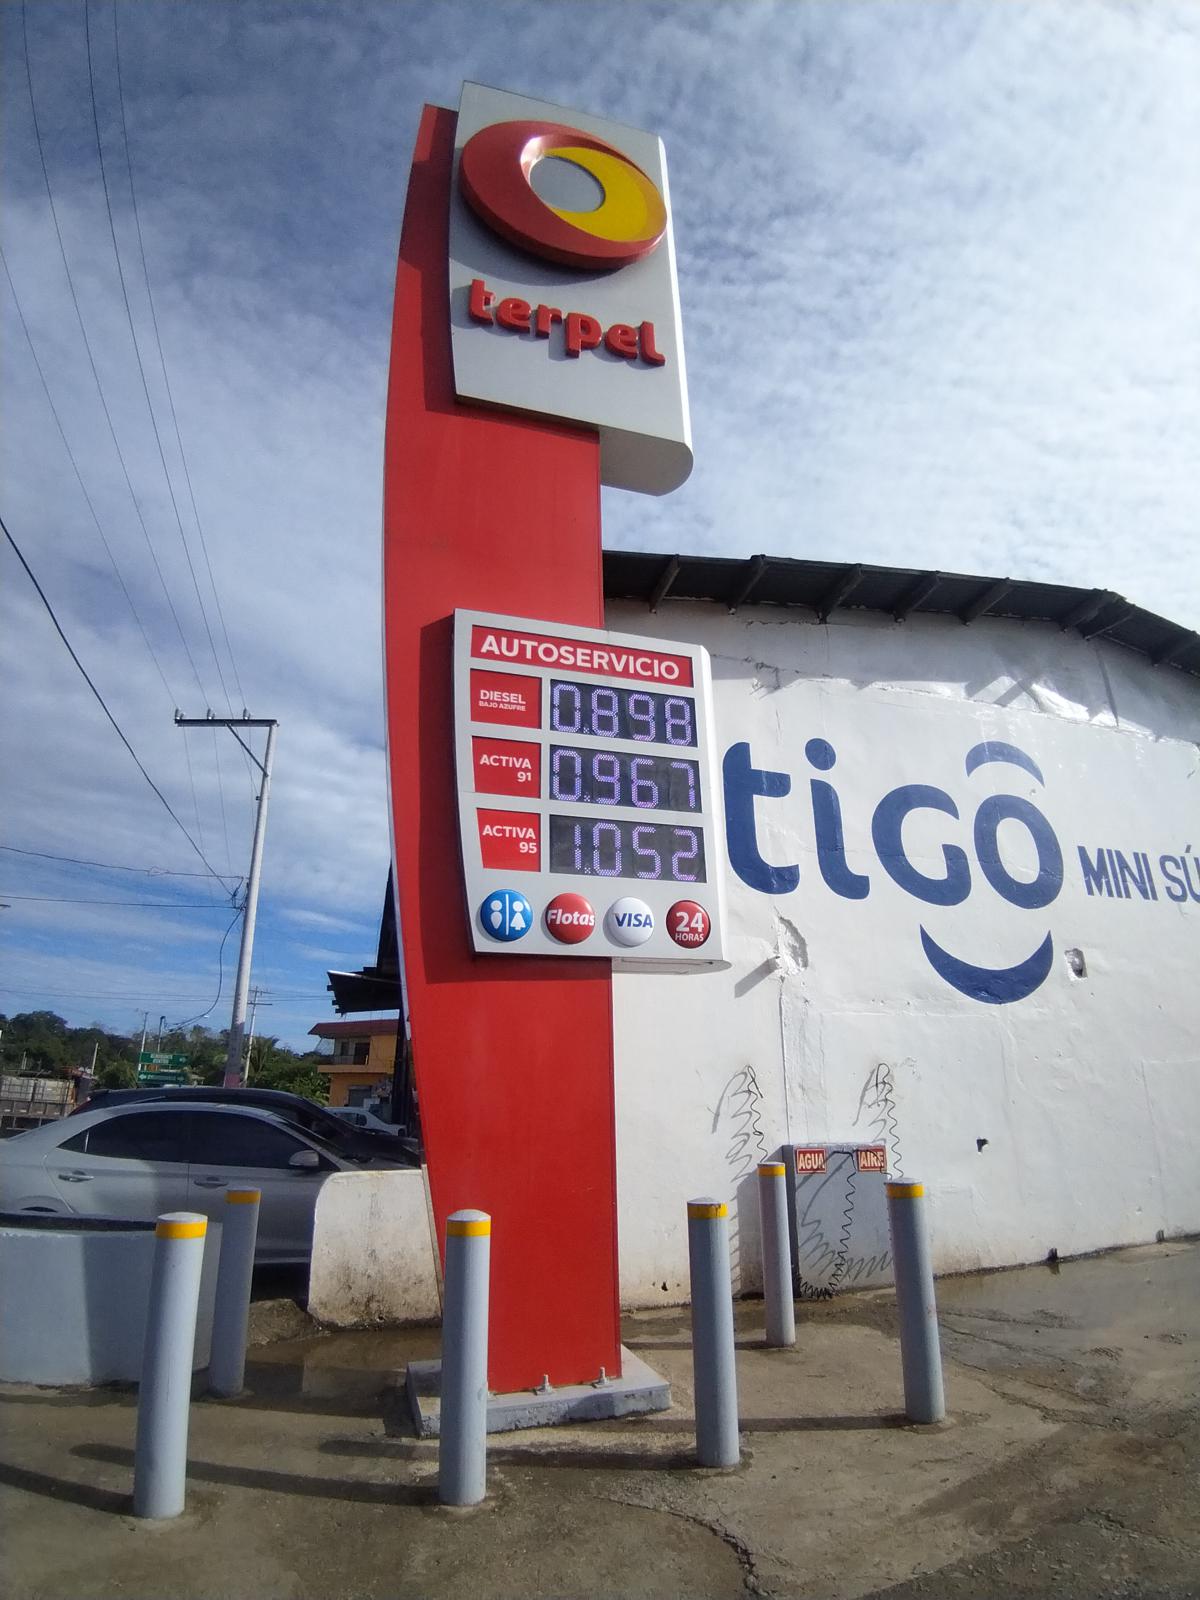 terpel
AUTOSERVICIO
DIESEL
BAJO AZUFRE
0.898
ACTIVA
91
0.967
ACTIVA
95
1.052
Flotas
VISA
24
HORAS
tigo
MINI SÚ
AGUA
AIRE